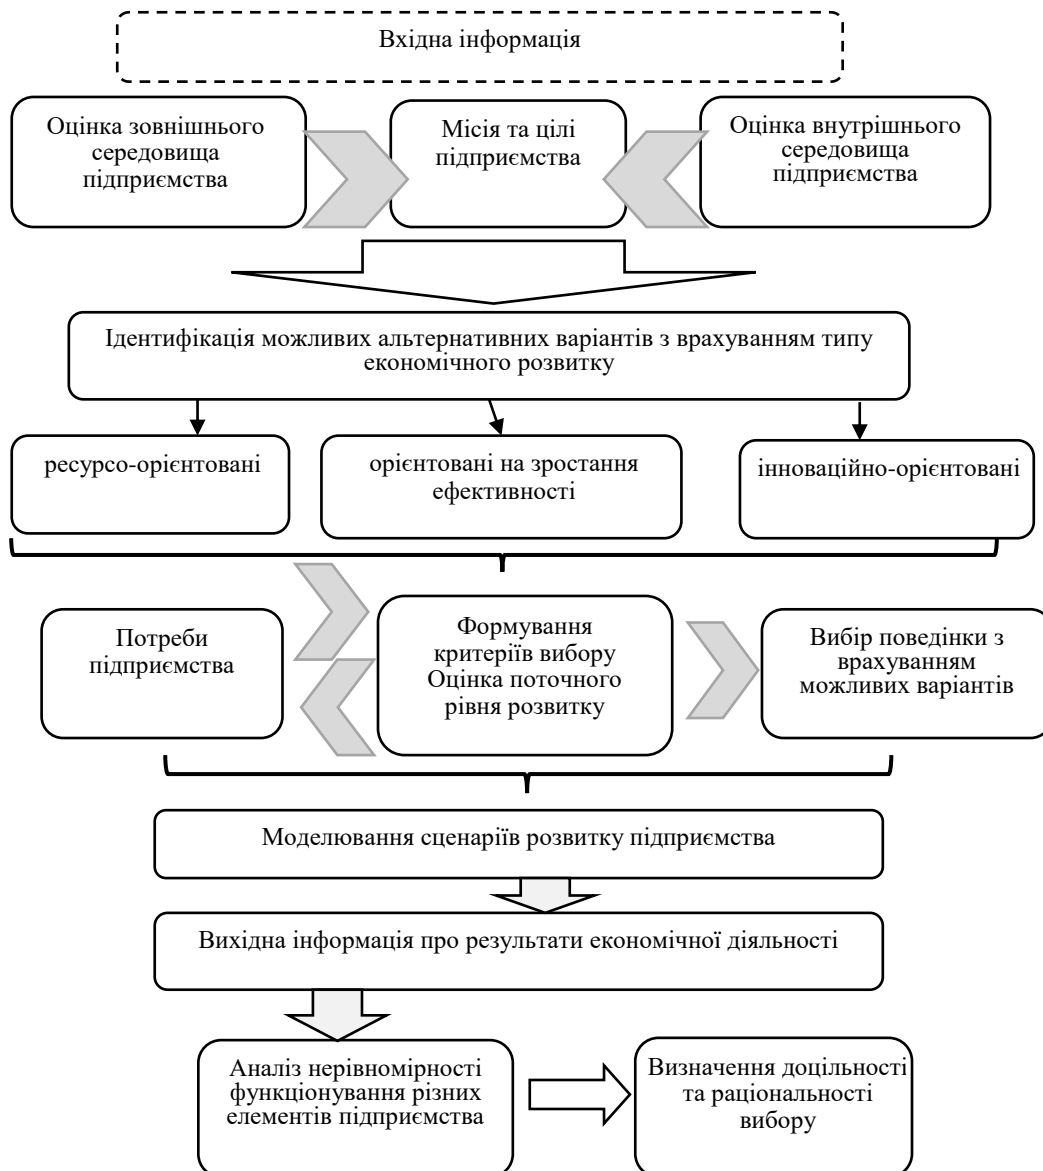 Вхідна інформація
Оцінка зовнішнього
середовища
підприємства
Місія та цілі
підприємства
Оцінка внутрішнього
середовища
підприємства
Ідентифікація можливих альтернативних варіантів з врахуванням типу
економічного розвитку
ресурсо-орієнтовані
орієнтовані на зростання
ефективності
інноваційно-орієнтовані
Потреби
підприємства
Формування
критеріїв вибору
Оцінка поточного
рівня розвитку
Вибір поведінки з
врахуванням
можливих варіантів
Моделювання сценаріїв розвитку підприємства
Вихідна інформація про результати економічної діяльності
Аналіз нерівномірності
функціонування різних
елементів підприємства
Визначення доцільності
та раціональності
вибору